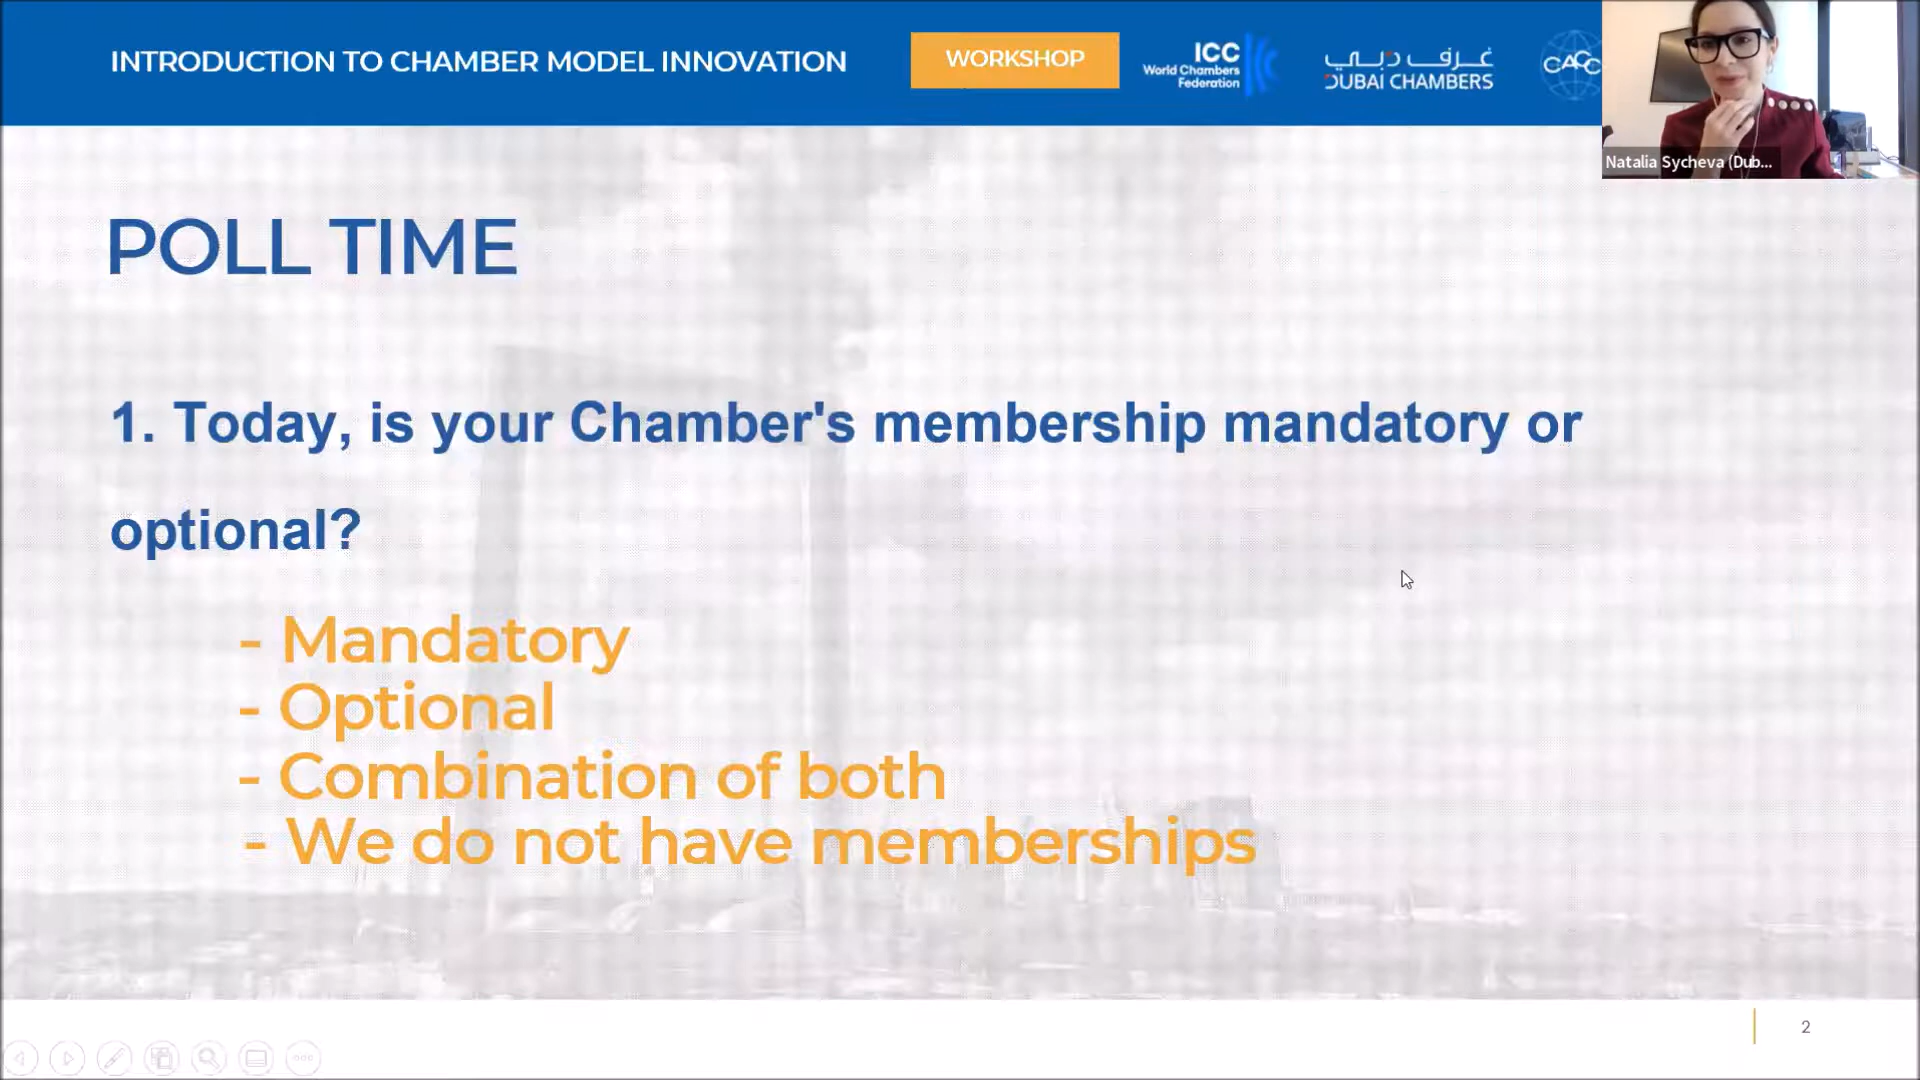 INTRODUCTION TO CHAMBER MODEL INNOVATION
WORKSHOP
ICC
World Chambers
Federation
غرف دبي
DUBAI CHAMBERS
CACC
Natalia Sycheva (Dub...
POLL TIME
1. Today, is your Chamber's membership mandatory or
optional?
- Mandatory
- Optional
- Combination of both
- We do not have memberships
2